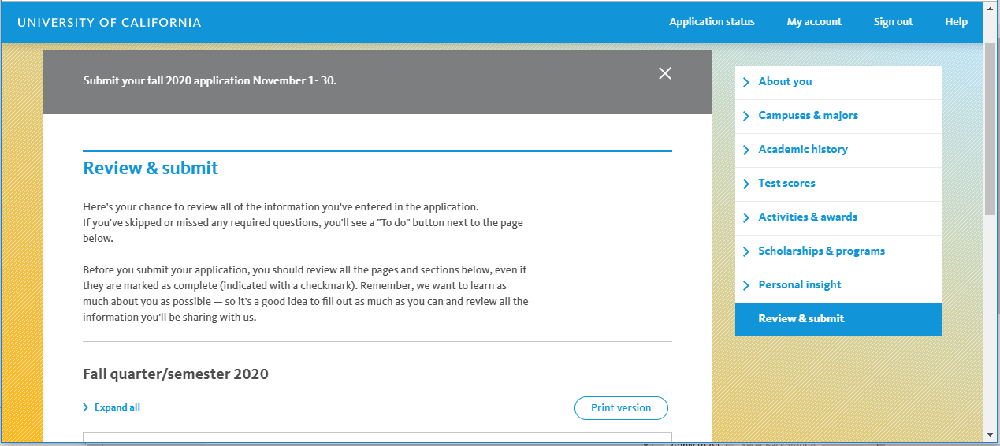 UNIVERSITY OF CALIFORNIA
Application status
My account
Sign out
Help
Submit your fall 2020 application November 1- 30.
Review & submit
Here's your chance to review all of the information you've entered in the application.
If you've skipped or missed any required questions, you'll see a "To do" button next to the page
below.
Before you submit your application, you should review all the pages and sections below, even if
they are marked as complete (indicated with a checkmark). Remember, we want to learn as
much about you as possible — so it's a good idea to fill out as much as you can and review all the
information you'll be sharing with us.
Fall quarter/semester 2020
Expand all
Print version
About you
Campuses & majors
Academic history
Test scores
Activities & awards
Scholarships & programs
Personal insight
Review & submit
Apply to All
Reset Background